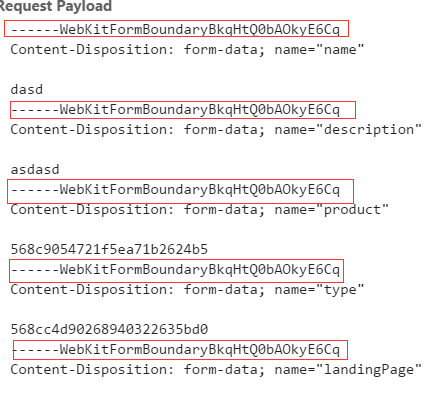 Request Payload
------WebKitFormBoundaryBkqHtQ0bAOkyE6Cq
Content-Disposition: form-data; name="name"
dasd
------WebKitFormBoundaryBkqHtQ0bAOkyE6Cq
Content-Disposition: form-data; name="description"
asdasd
------WebKitFormBoundaryBkqHtQ0bAOkyE6Cq
Content-Disposition: form-data; name="product"
568c9054721f5ea71b2624b5
------WebKitFormBoundaryBkqHtQ0bAOkyE6Cq
Content-Disposition: form-data; name="type"
568cc4d90268940322635bd0
------WebKitFormBoundaryBkqHtQ0bAOkyE6Cq
Content-Disposition: form-data; name="landingPage"